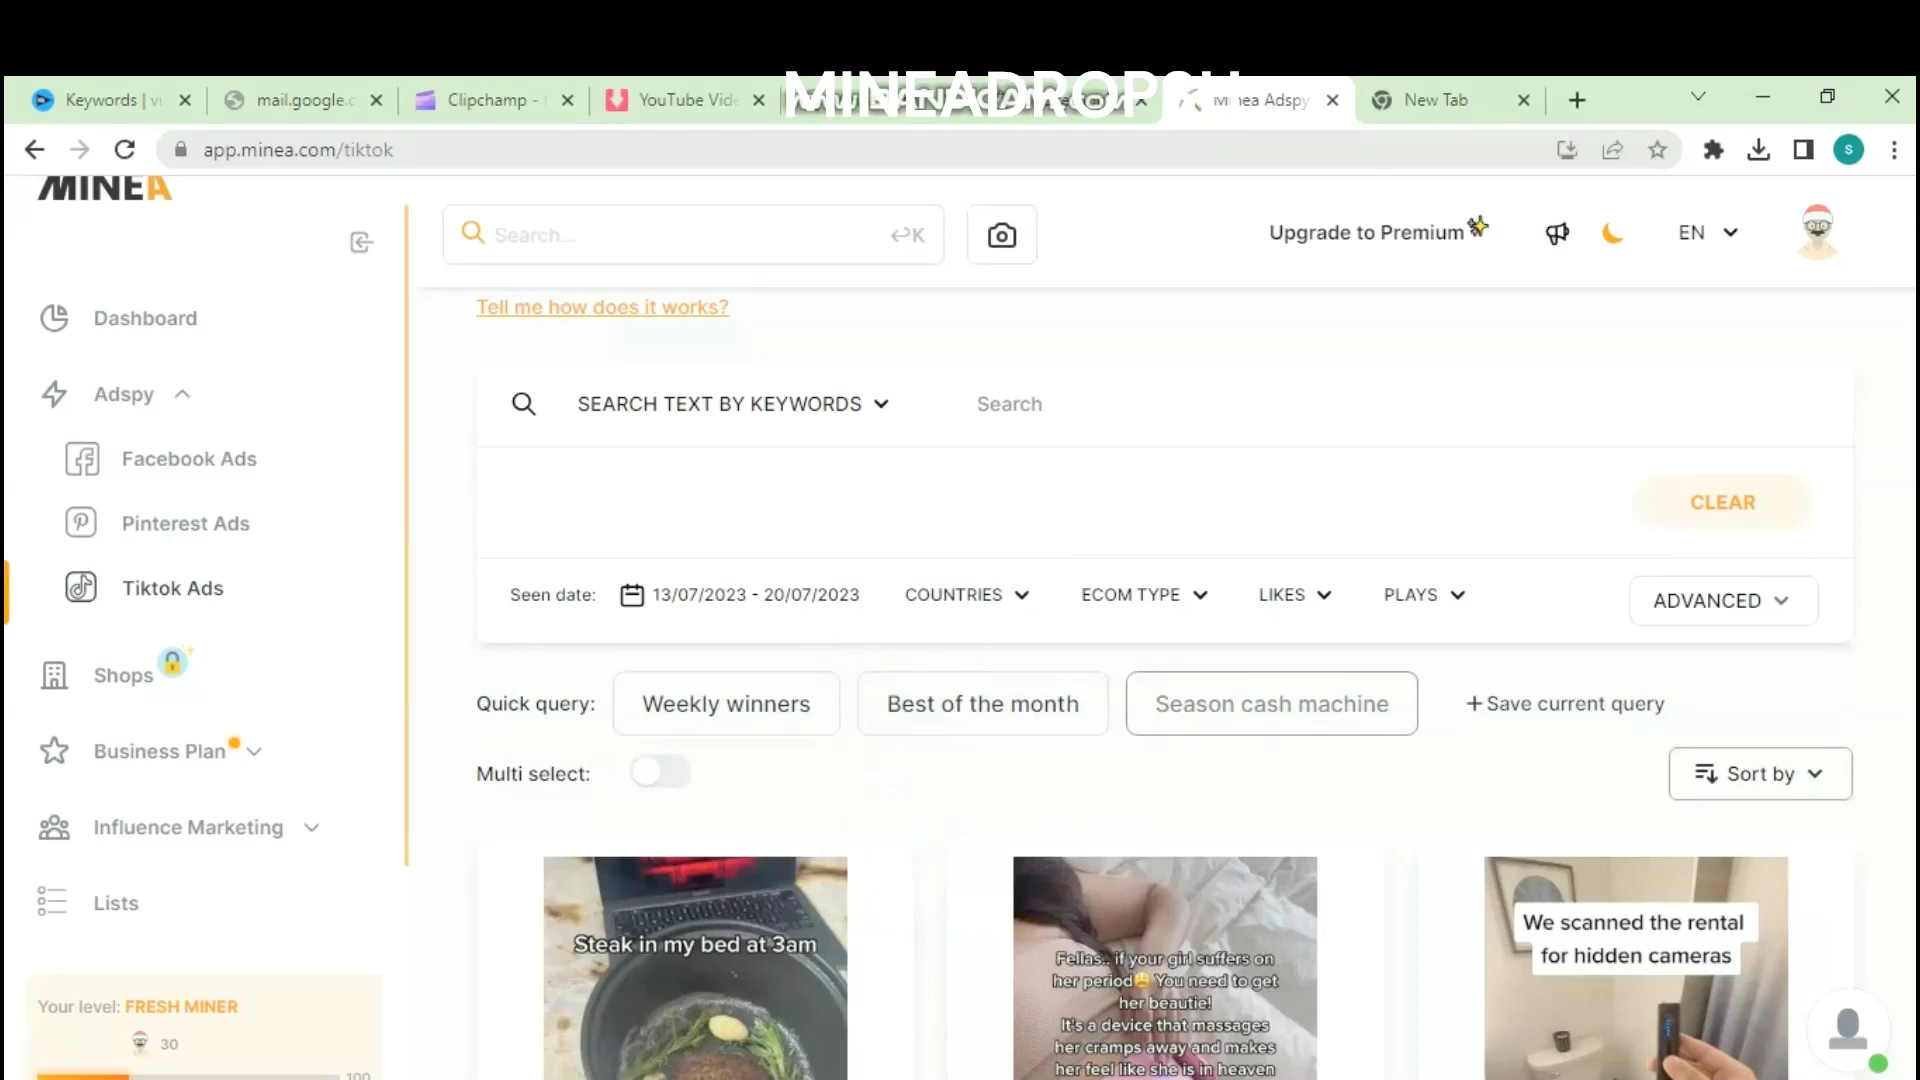 MINEADROPSH
Keywords | vi
mail.google.c
Clipchamp -
YouTube Vide
Minea Adspy
New Tab
app.minea.com/tiktok
S
MINEA
Search...
K
Upgrade to Premium
EN
Tell me how does it works?
Dashboard
Adspy
Facebook Ads
Pinterest Ads
Tiktok Ads
Shops
Business Plan
Influence Marketing
Lists
Your level: FRESH MINER
30
100
SEARCH TEXT BY KEYWORDS
Search
CLEAR
Seen date:
13/07/2023 - 20/07/2023
COUNTRIES
ECOM TYPE
LIKES
PLAYS
ADVANCED
Quick query:
Weekly winners
Best of the month
Season cash machine
+ Save current query
Multi select:
Sort by
Steak in my bed at 3am
Fellas.. if your girl suffers on
her period😩 You need to get
her beautie!
It's a device that massages
her cramps away and makes
her feel like she is in heaven
We scanned the rental
for hidden cameras